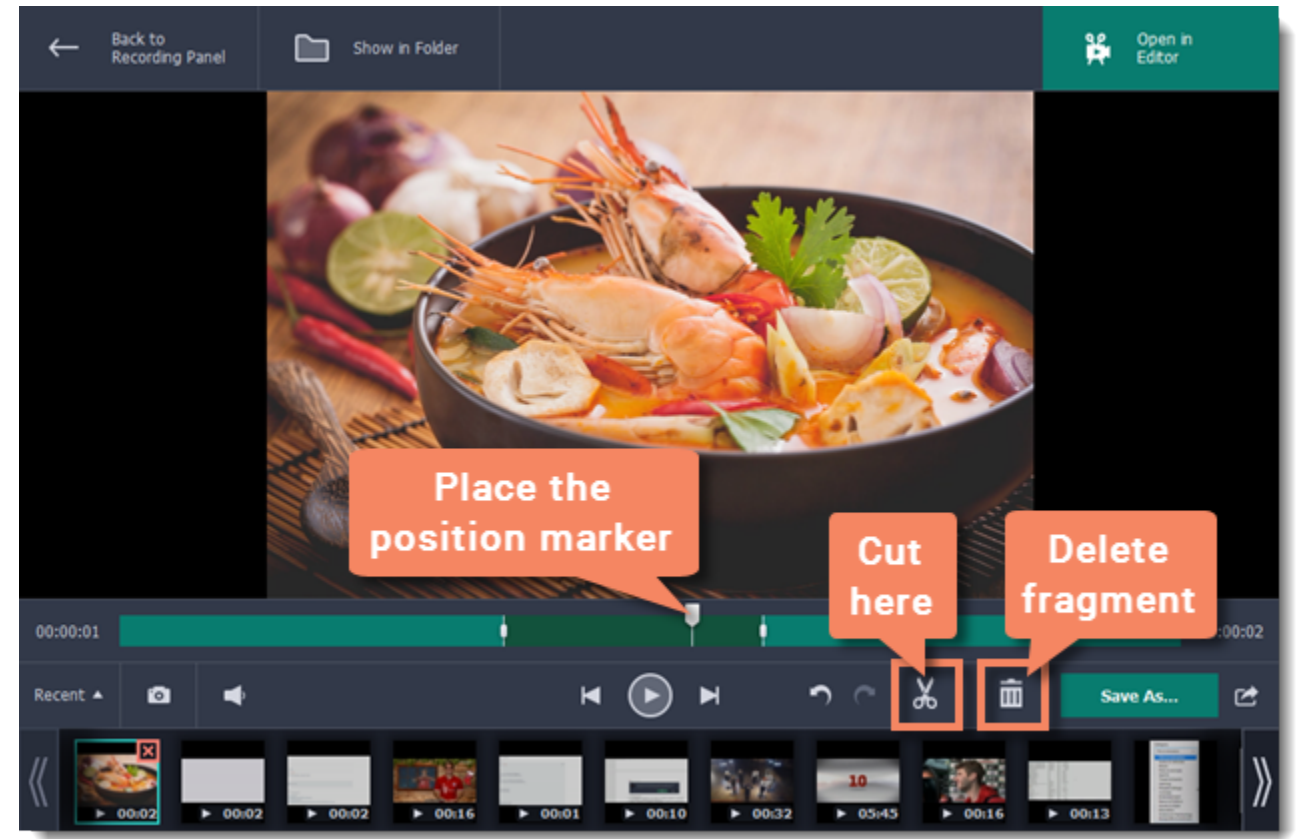 Back to
Recording Panel
Show in Folder
Open in
Editor
Place the
position marker
Cut
here
Delete
fragment
00:00:01
:00:02
Recent
Save As...
00:02
00:02
00:02
00:16
00:01
00:10
00:32
10
05:45
00:16
00:13